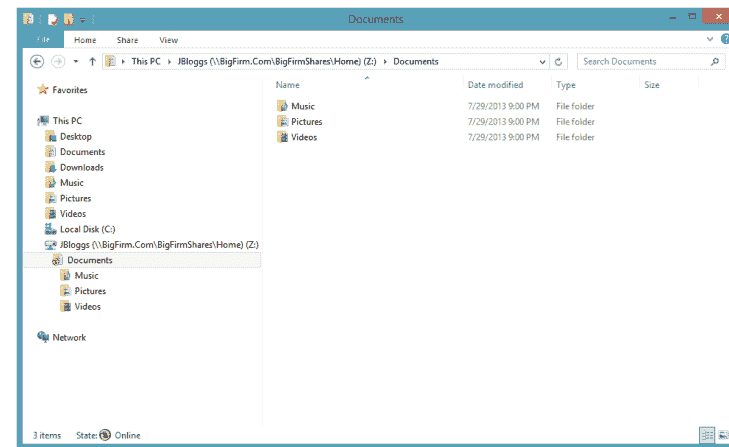 Documents
File Home Share View
This PC JBloggs (\\BigFirm.Com\BigFirmShares\Home) (Z:) Documents Search Documents
Name Date modified Type Size
Favorites
Music 7/29/2013 9:00 PM File folder
Pictures 7/29/2013 9:00 PM File folder
Videos 7/29/2013 9:00 PM File folder
This PC
Desktop
Documents
Downloads
Music
Pictures
Videos
Local Disk (C:)
JBloggs (\\BigFirm.Com\BigFirmShares\Home) (Z:)
Documents
Music
Pictures
Videos
Network
3 items State: Online